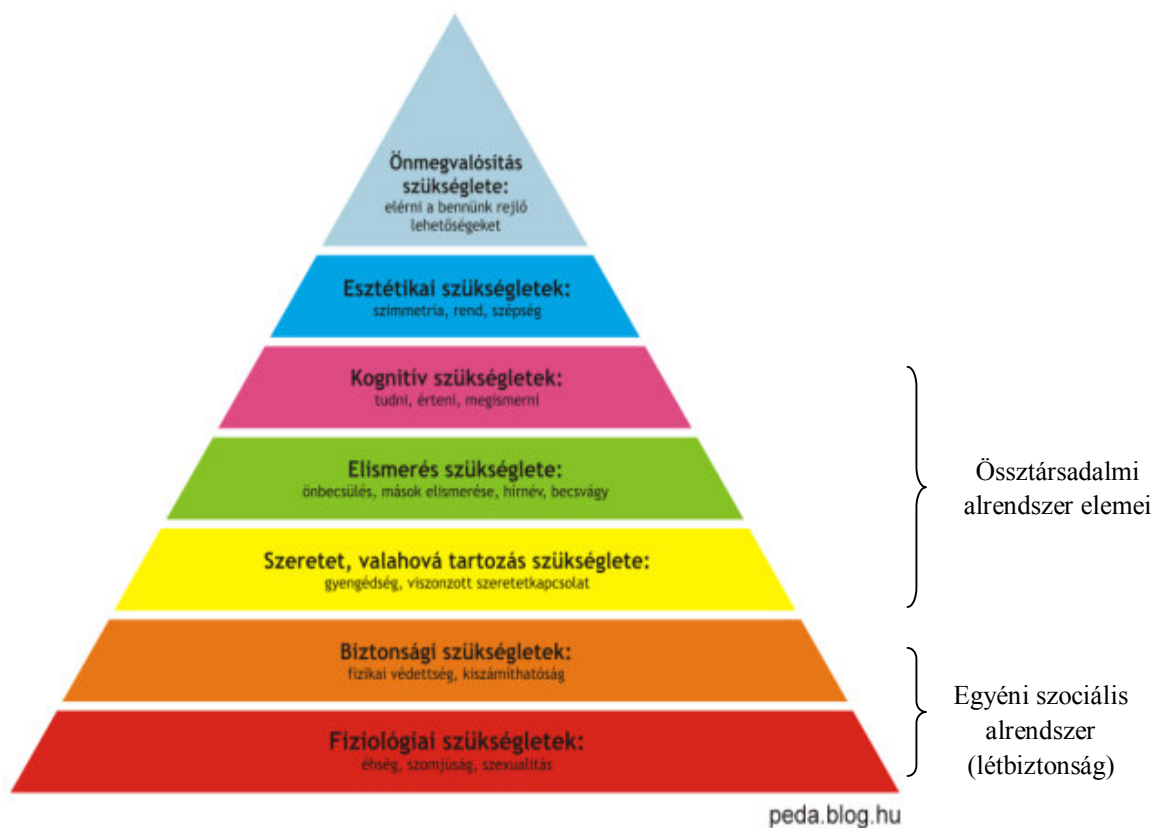 Önmegvalósítás
szükséglete:
elérni a bennünk rejlő
lehetőségeket
Esztétikai szükségletek:
szimmetria, rend, szépség
Kognitív szükségletek:
tudni, érteni, megismerni
Elismerés szükséglete:
önbecsülés, mások elismerése, hírnév, becsvágy
Szeretet, valahová tartozás szükséglete:
gyengédség, viszonzott szeretetkapcsolat
Össztársadalmi
alrendszer elemei
Biztonsági szükségletek:
fizikai védettség, kiszámíthatóság
Fiziológiai szükségletek:
éhség, szomjúság, szexualitás
Egyéni szociális
alrendszer
(létbiztonság)
peda.blog.hu